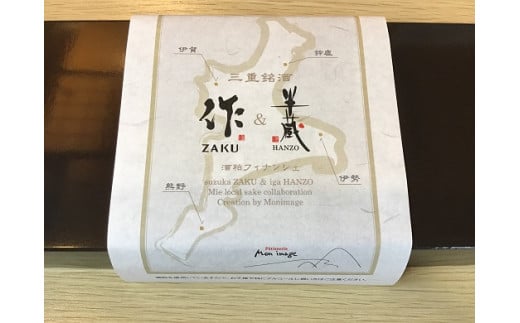 伊賀
鈴鹿
三重銘酒
作 & 半蔵
ZAKU HANZO
酒粕フィナンシェ
熊野
伊勢
suzuka ZAKU & iga HANZO
Mie local sake collaboration
Creation by Monimage
Pâtisserie
Mon image